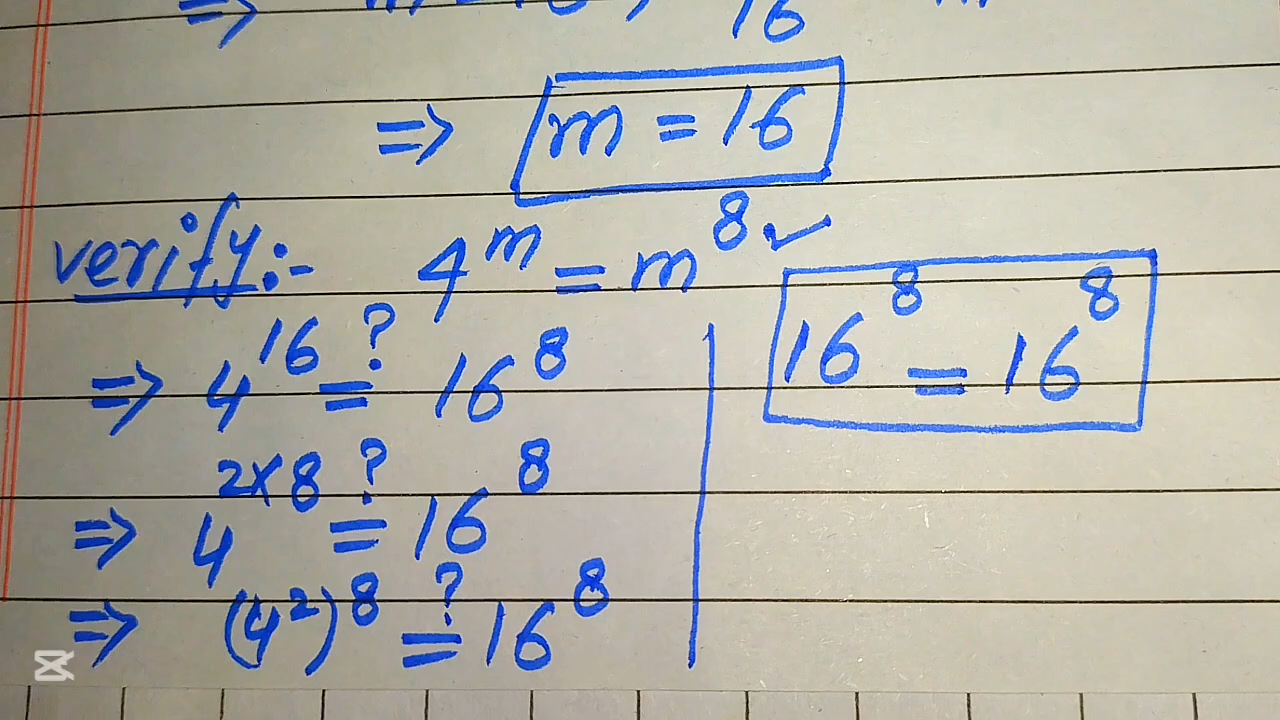 ⇒ 16
⇒ m = 16
verify:- 4^m = m^8 ✓
⇒ 4^16 ?= 16^8
⇒ 4^2×8 ?= 16^8
⇒ (4^2)^8 ?= 16^8
16^8 = 16^8